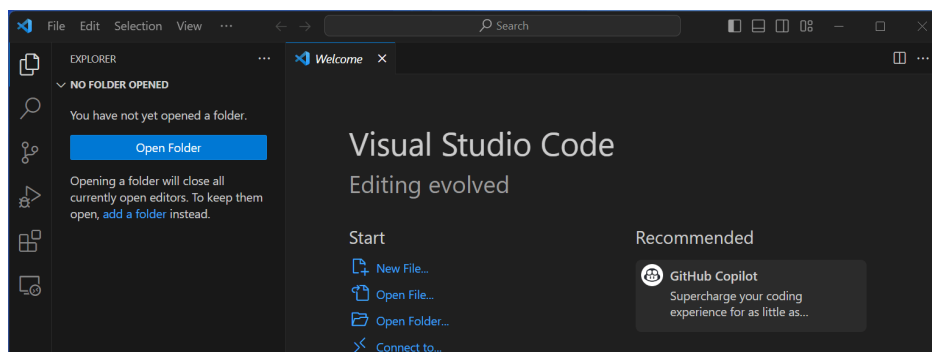 File Edit Selection View ···
Search
EXPLORER ···
Welcome
···
NO FOLDER OPENED
You have not yet opened a folder.
Open Folder
Opening a folder will close all
currently open editors. To keep them
open, add a folder instead.
Visual Studio Code
Editing evolved
Start
New File...
Open File...
Open Folder...
Connect to...
Recommended
GitHub Copilot
Supercharge your coding
experience for as little as...